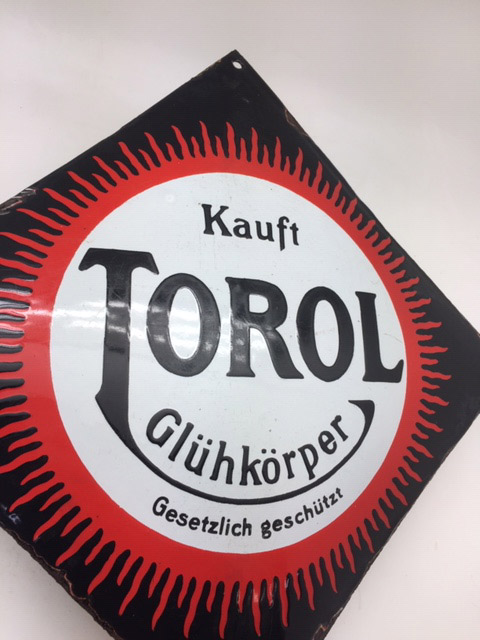 Kauft
TOROL
Glühkörper
Gesetzlich geschützt